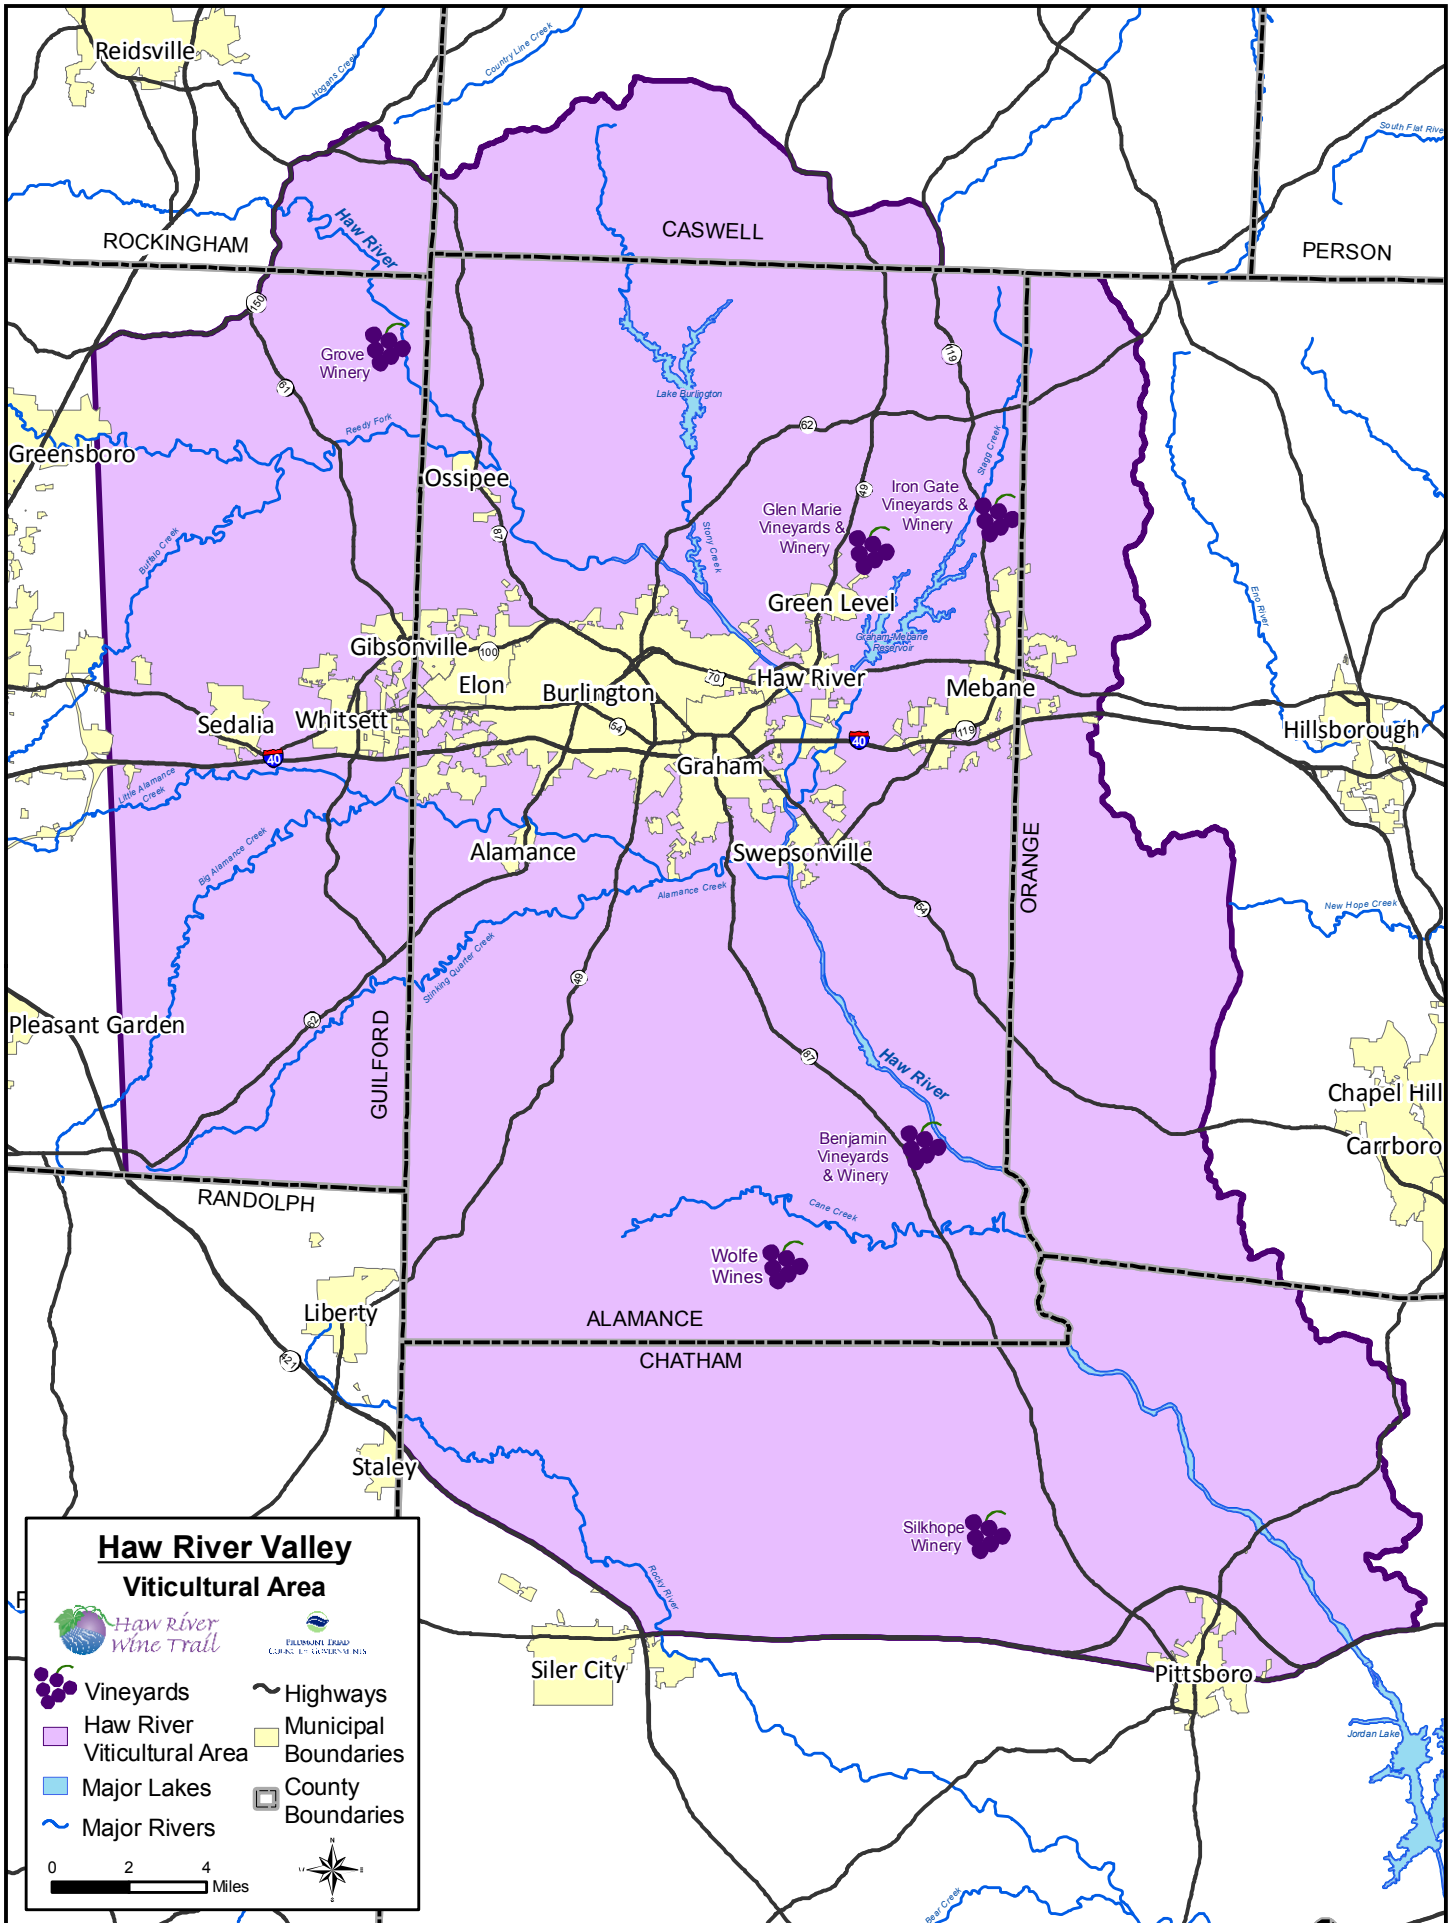 Reidsville
Hogans Creek
Country Line Creek
South Flat Rive
ROCKINGHAM
Haw River
CASWELL
PERSON
150
Grove
Winery
61
119
Lake Burlington
62
Reedy Fork
Greensboro
Ossipee
Stagg Creek
49
Iron Gate
Vineyards &
Winery
Glen Marie
Vineyards &
Winery
87
Stony Creek
Buffalo Creek
Eno River
Green Level
Graham-Mebane
Reservoir
Gibsonville
100
Elon
Burlington
70
Haw River
Mebane
Sedalia
Whitsett
54
119
Hillsborough
40
40
Graham
Little Alamance
Creek
Big Alamance Creek
Alamance
Swepsonville
ORANGE
Alamance Creek
54
New Hope Creek
Stinking Quarter Creek
49
62
Pleasant Garden
GUILFORD
87
Haw River
Chapel Hill
Benjamin
Vineyards
& Winery
Carrboro
RANDOLPH
Cane Creek
Wolfe
Wines
Liberty
ALAMANCE
CHATHAM
421
Staley
Silkhope
Winery
Rocky River
Siler City
Pittsboro
Jordan Lake
Bear Creek
Haw River Valley
Viticultural Area
Haw River
Wine Trail
PIEDMONT TRIAD
COUNCIL OF GOVERNMENTS
Vineyards
Highways
Haw River
Viticultural Area
Municipal
Boundaries
Major Lakes
County
Boundaries
Major Rivers
0 2 4
Miles
N
E
S
W